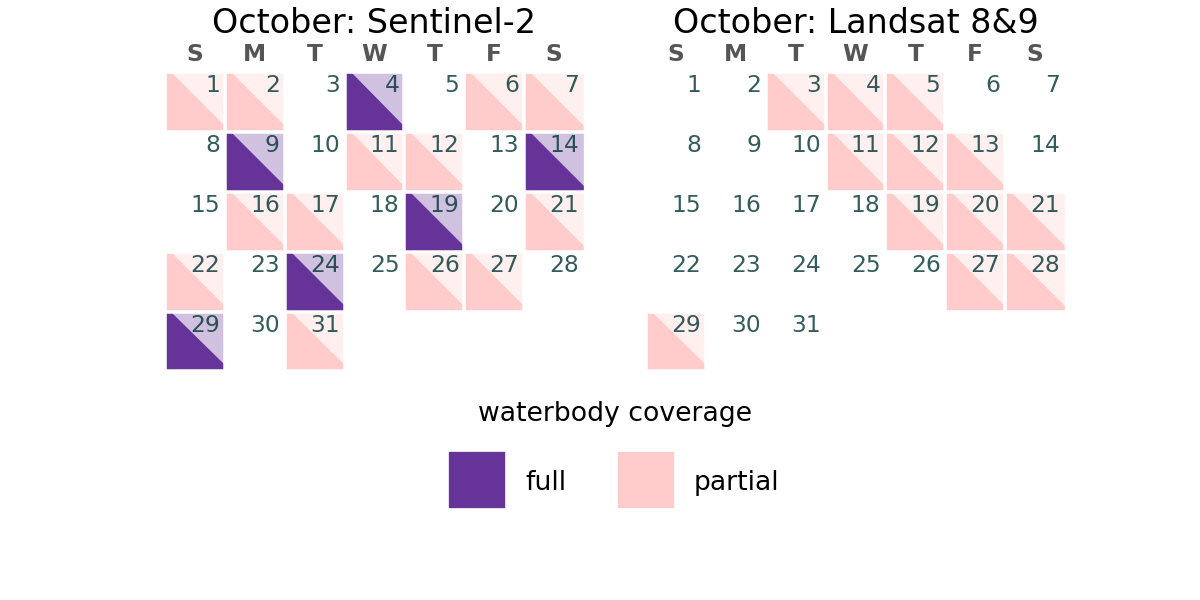 October: Sentinel-2
S M T W T F S
1 2 3 4 5 6 7
8 9 10 11 12 13 14
15 16 17 18 19 20 21
22 23 24 25 26 27 28
29 30 31
October: Landsat 8&9
S M T W T F S
1 2 3 4 5 6 7
8 9 10 11 12 13 14
15 16 17 18 19 20 21
22 23 24 25 26 27 28
29 30 31
waterbody coverage
full
partial